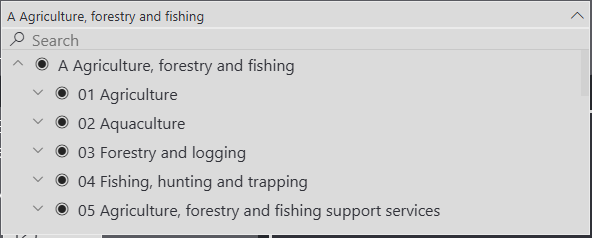 A Agriculture, forestry and fishing
Search
A Agriculture, forestry and fishing
01 Agriculture
02 Aquaculture
03 Forestry and logging
04 Fishing, hunting and trapping
05 Agriculture, forestry and fishing support services